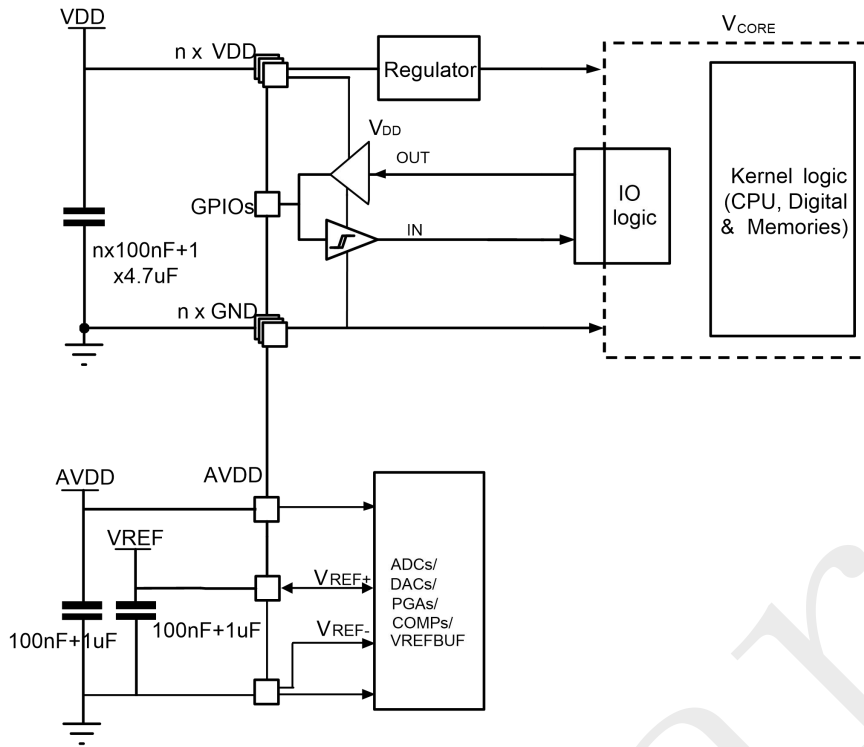 VDD
n x VDD
Regulator
VCORE
VDD
OUT
GPIOs
IN
IO
logic
Kernel logic
(CPU, Digital
& Memories)
nx100nF+1
x4.7uF
n x GND
AVDD
AVDD
VREF
VREF+
ADCs/
DACs/
PGAs/
COMPs/
VREFBUF
100nF+1uF
100nF+1uF
VREF-